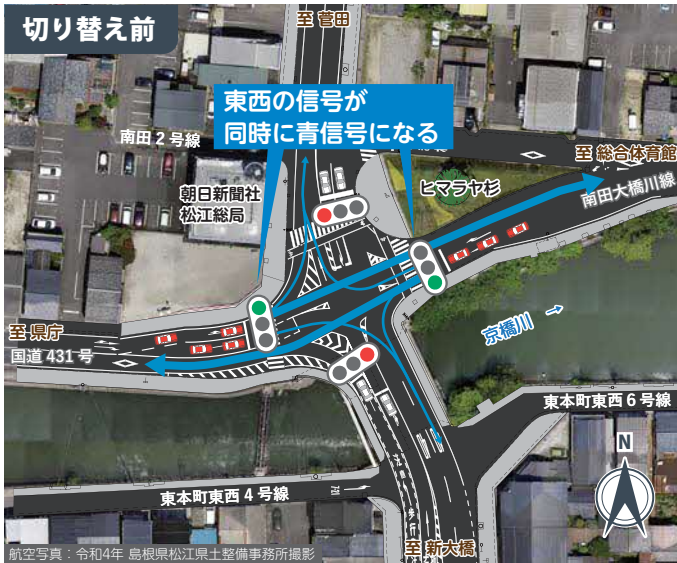 切り替え前
至 菅田
東西の信号が
同時に青信号になる
南田2号線
至 総合体育館
ヒマラヤ杉
南田大橋川線
朝日新聞社
松江総局
至 県庁
国道431号
京橋川 →
東本町東西6号線
N
東本町東西4号線
至 新大橋
航空写真:令和4年 島根県松江県土整備事務所撮影